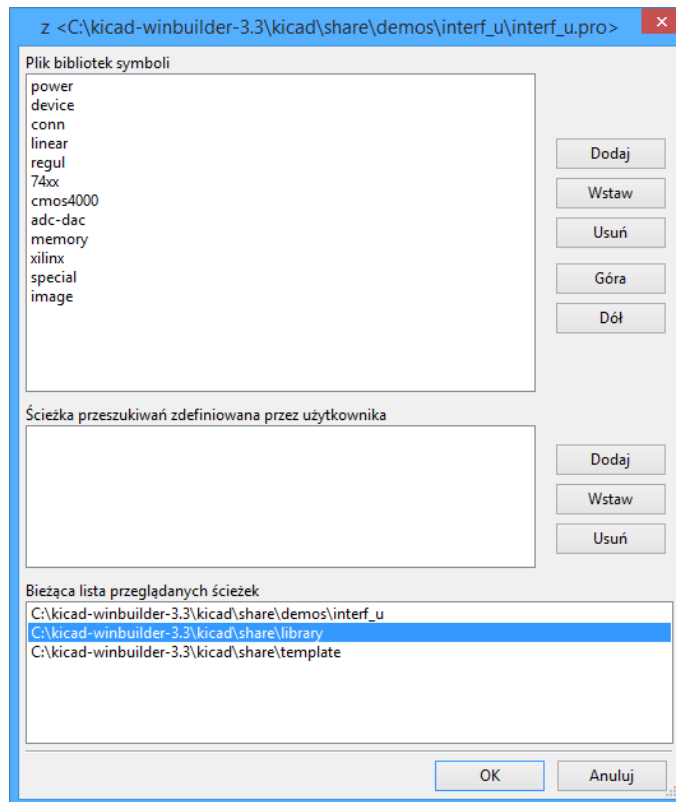 z <C:\kicad-winbuilder-3.3\kicad\share\demos\interf_u\interf_u.pro>
Plik bibliotek symboli
power
device
conn
linear
regul
74xx
cmos4000
adc-dac
memory
xilinx
special
image
Dodaj
Wstaw
Usuń
Góra
Dół
Ścieżka przeszukiwań zdefiniowana przez użytkownika
Dodaj
Wstaw
Usuń
Bieżąca lista przeglądanych ścieżek
C:\kicad-winbuilder-3.3\kicad\share\demos\interf_u
C:\kicad-winbuilder-3.3\kicad\share\library
C:\kicad-winbuilder-3.3\kicad\share\template
OK
Anuluj